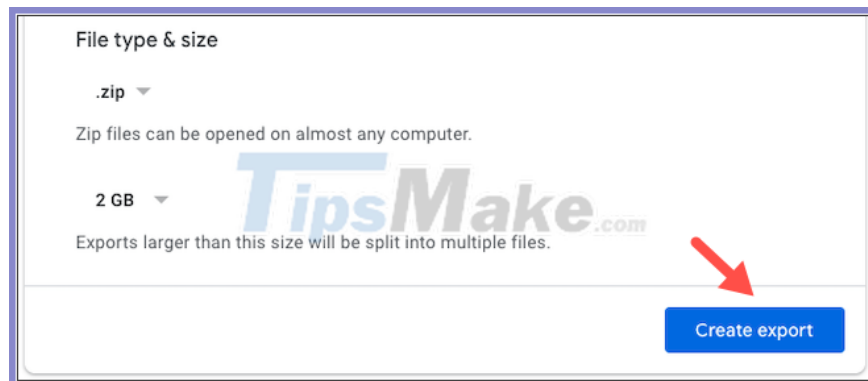 File type & size
.zip
Zip files can be opened on almost any computer.
2 GB
TipsMake.com
Exports larger than this size will be split into multiple files.
Create export